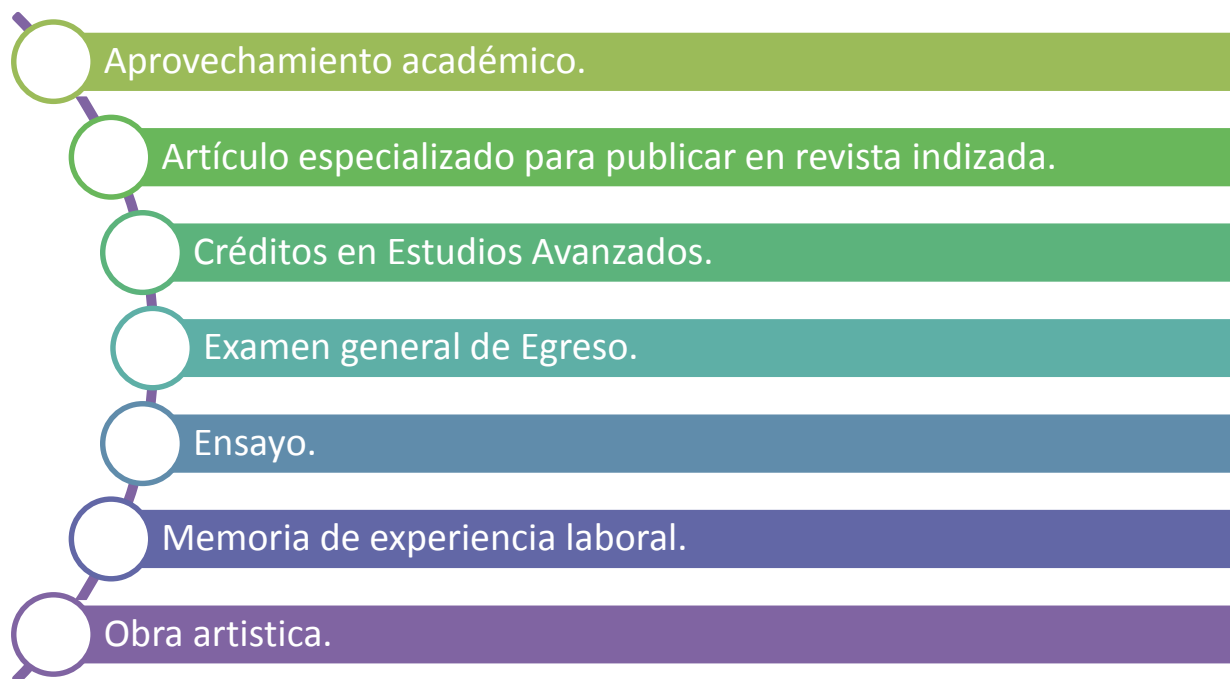 Aprovechamiento académico.
Artículo especializado para publicar en revista indizada.
Créditos en Estudios Avanzados.
Examen general de Egreso.
Ensayo.
Memoria de experiencia laboral.
Obra artistica.